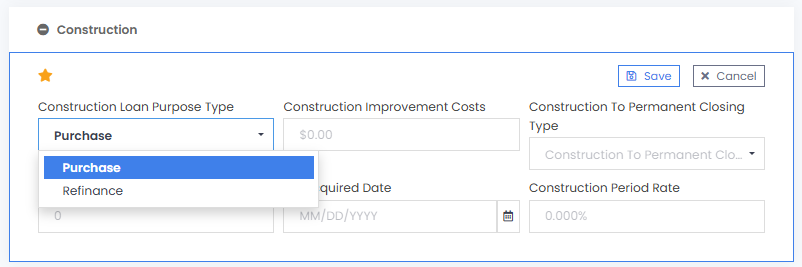 Construction
Save
Cancel
Construction Loan Purpose Type
Construction Improvement Costs
Construction To Permanent Closing
Type
Purchase
$0.00
Construction To Permanent Clo...
Purchase
Refinance
Date
Construction Period Rate
0
MM/DD/YYYY
0.000%